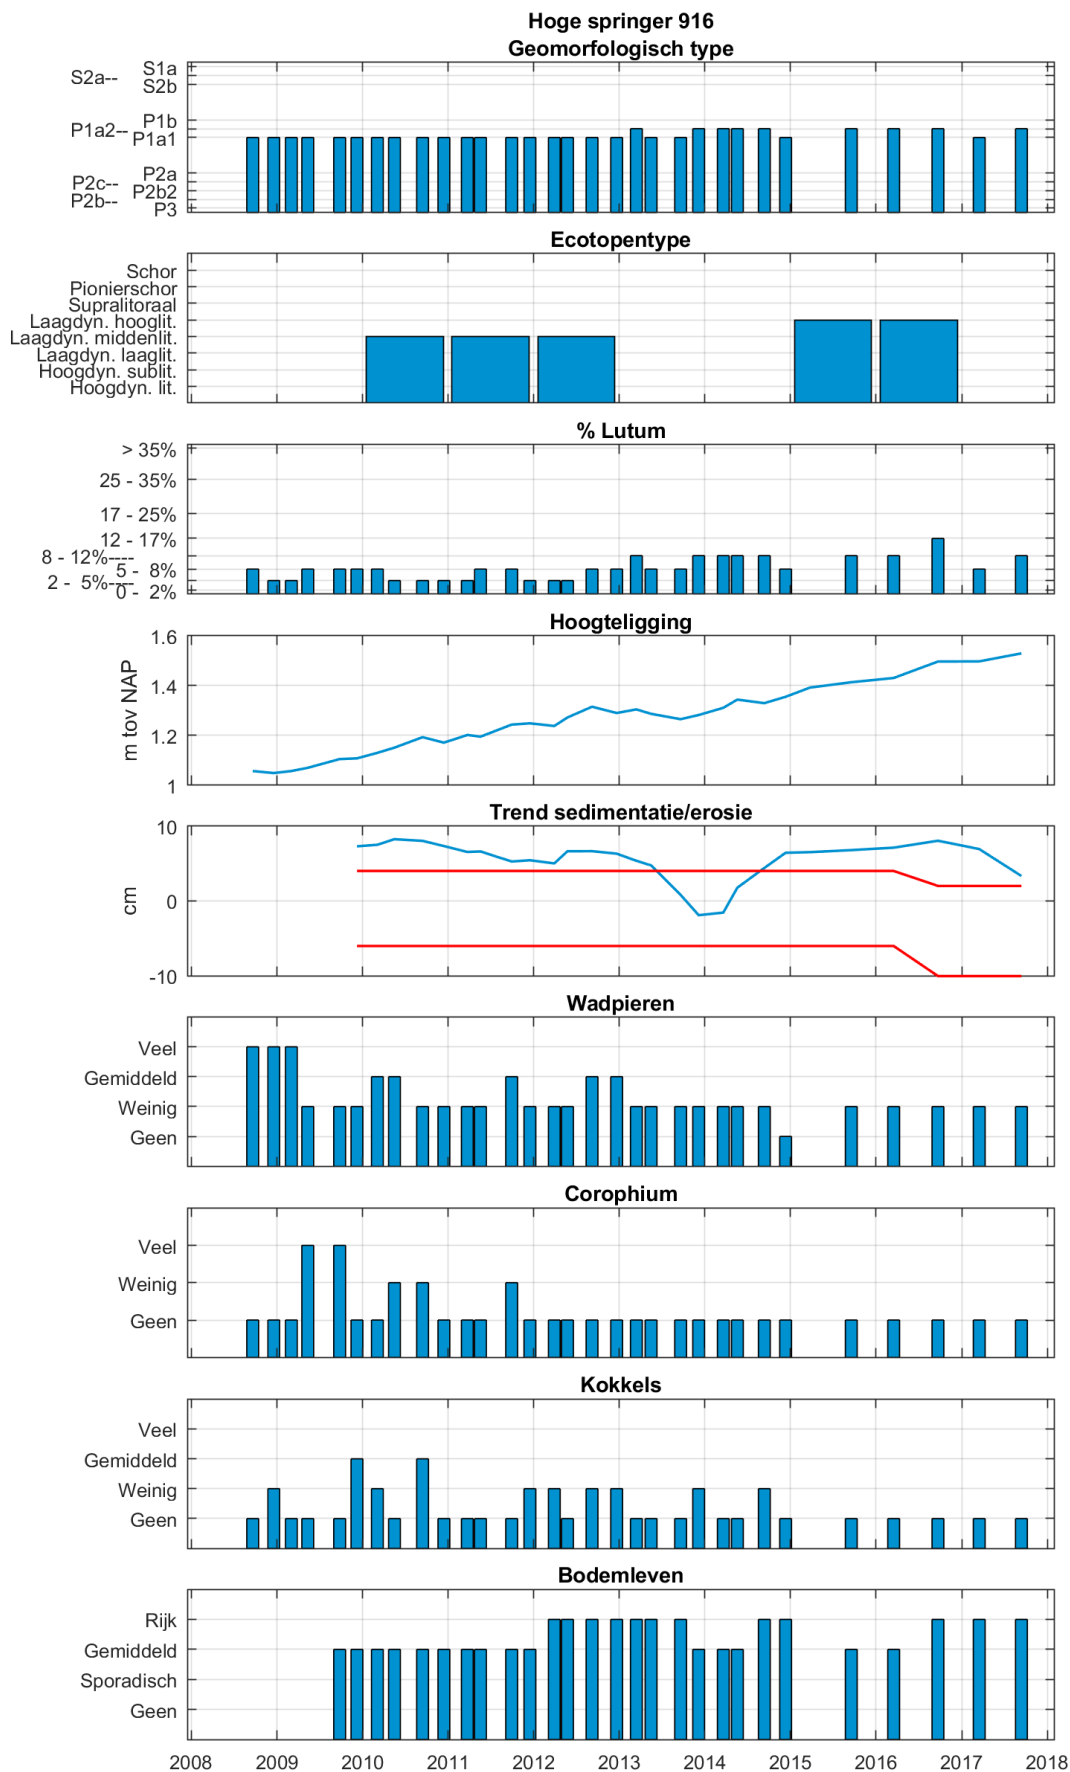 Hoge springer 916
Geomorfologisch type
S1a
S2a--
S2b
P1b
P1a2--
P1a1
P2a
P2c--
P2b2
P2b--
P3
Ecotopentype
Schor
Pionierschor
Supralitoraal
Laagdyn. hooglit.
Laagdyn. middenlit.
Laagdyn. laaglit.
Hoogdyn. sublit.
Hoogdyn. lit.
% Lutum
> 35%
25 - 35%
17 - 25%
12 - 17%
8 - 12%----
5 - 8%
2 - 5%----
0 - 2%
Hoogteligging
m tov NAP
1.6
1.4
1.2
1
Trend sedimentatie/erosie
cm
10
0
-10
Wadpieren
Veel
Gemiddeld
Weinig
Geen
Corophium
Veel
Weinig
Geen
Kokkels
Veel
Gemiddeld
Weinig
Geen
Bodemleven
Rijk
Gemiddeld
Sporadisch
Geen
2008 2009 2010 2011 2012 2013 2014 2015 2016 2017 2018